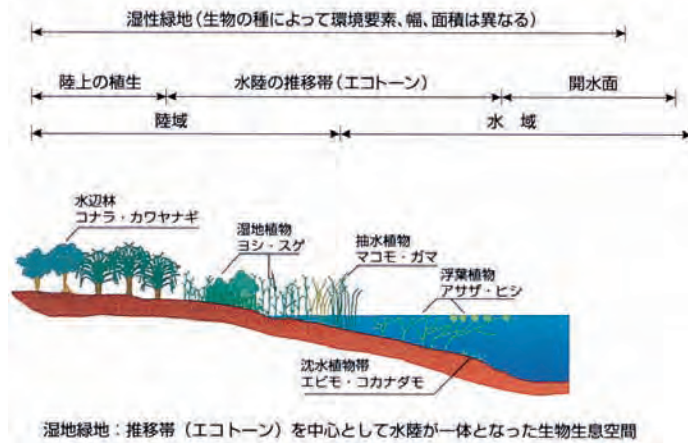 湿性緑地（生物の種によって環境要素、幅、面積は異なる）
陸上の植生
水陸の推移帯（エコトーン）
開水面
陸域
水 域
水辺林
コナラ・カワヤナギ
湿地植物
ヨシ・スゲ
抽水植物
マコモ・ガマ
浮葉植物
アサザ・ヒシ
沈水植物帯
エビモ・コカナダモ
湿地緑地：推移帯（エコトーン）を中心として水陸が一体となった生物生息空間